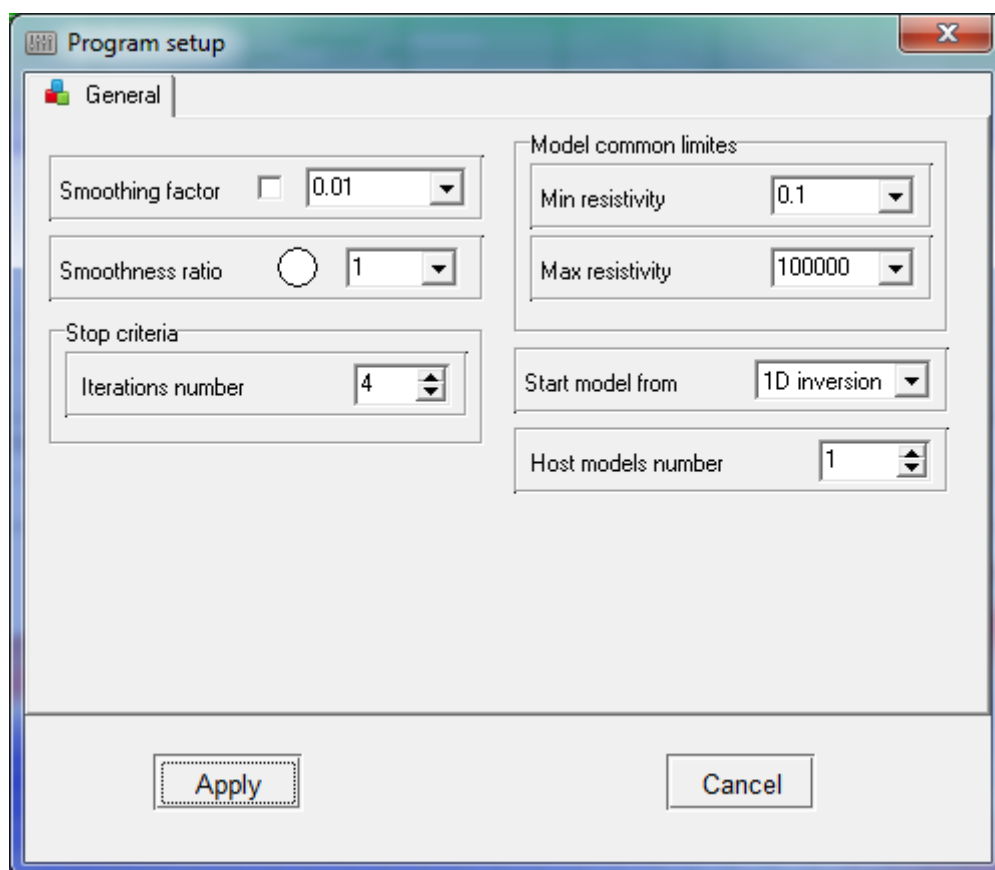 Program setup
General
Smoothing factor 0.01
Smoothness ratio 1
Stop criteria
Iterations number 4
Model common limites
Min resistivity 0.1
Max resistivity 100000
Start model from 1D inversion
Host models number 1
Apply
Cancel